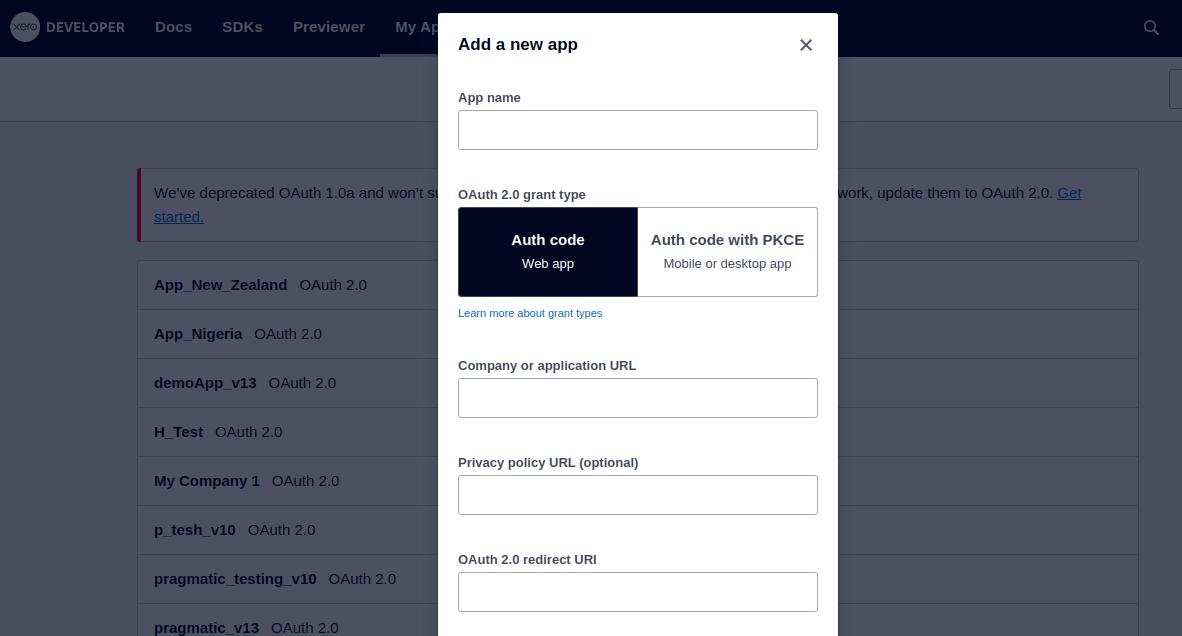 xero DEVELOPER Docs SDKs Previewer My Ap
Add a new app
App name
OAuth 2.0 grant type
Auth code
Web app
Auth code with PKCE
Mobile or desktop app
Learn more about grant types
Company or application URL
Privacy policy URL (optional)
OAuth 2.0 redirect URI
We've deprecated OAuth 1.0a and won't su work, update them to OAuth 2.0. Get
started.
App_New_Zealand OAuth 2.0
App_Nigeria OAuth 2.0
demoApp_v13 OAuth 2.0
H_Test OAuth 2.0
My Company 1 OAuth 2.0
p_tesh_v10 OAuth 2.0
pragmatic_testing_v10 OAuth 2.0
pragmatic_v13 OAuth 2.0